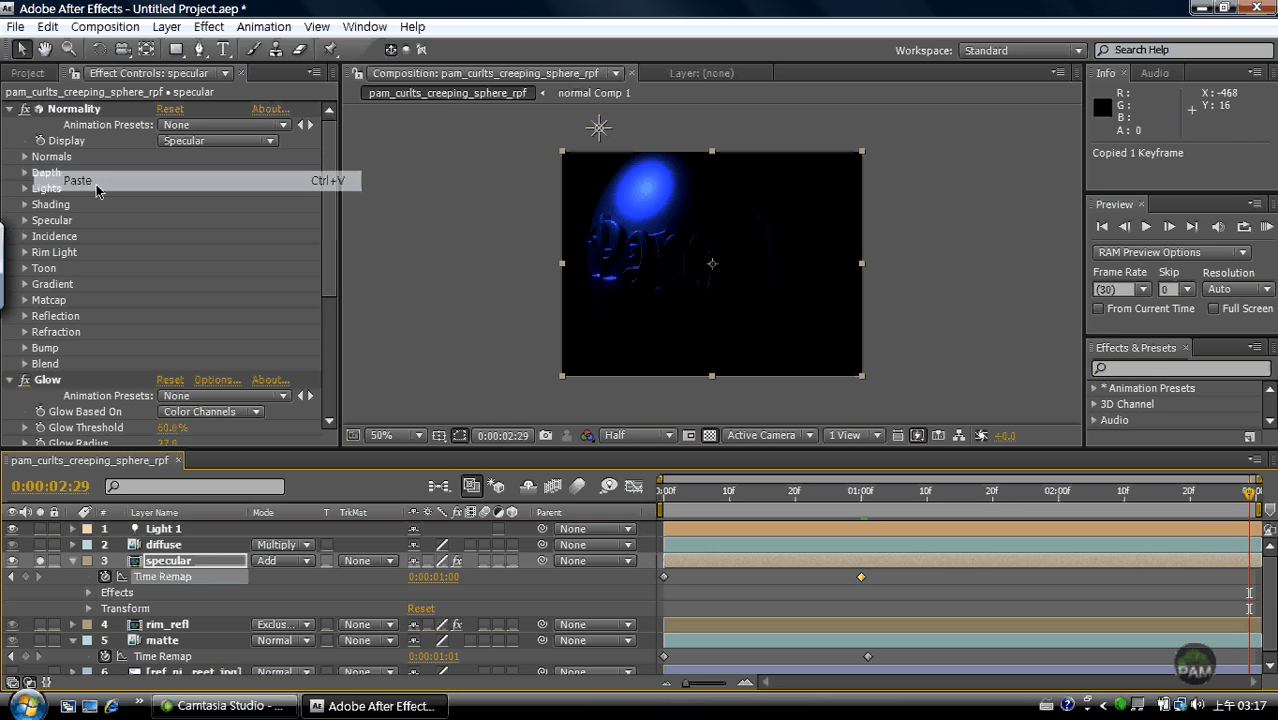 Adobe After Effects - Untitled Project.aep *
File Edit Composition Layer Effect Animation View Window Help
Workspace: Standard Search Help
Project Effect Controls: specular Composition: pam_curlts_creeping_sphere_rpf Layer: (none) Info Audio
pam_curlts_creeping_sphere_rpf • specular pam_curlts_creeping_sphere_rpf normal Comp 1
R: X: -468
G: Y: 16
B:
A: 0
Copied 1 Keyframe
fx Normality Reset About...
Animation Presets: None
Display Specular
Normals
Depth
Paste Ctrl+V
Lights
Shading
Specular
Incidence
Rim Light
Toon
Gradient
Matcap
Reflection
Refraction
Bump
Blend
fx Glow Reset Options... About...
Animation Presets: None
Glow Based On Color Channels
Glow Threshold 60.0%
Glow Radius 27.0
Preview
RAM Preview Options
Frame Rate Skip Resolution
(30) 0 Auto
From Current Time Full Screen
Effects & Presets
* Animation Presets
3D Channel
Audio
50% 0:00:02:29 Half Active Camera 1 View +0.0
pam_curlts_creeping_sphere_rpf
0:00:02:29
0:00f 10f 20f 01:00f 10f 20f 02:00f 10f 20f
# Layer Name Mode T TrkMat Parent
1 Light 1 None
2 diffuse Multiply None
3 specular Add None fx None
Time Remap 0:00:01:00
Effects
Transform Reset
4 rim_refl Exclus... None fx None
5 matte Normal None None
Time Remap 0:00:01:01
6 [ref_ni_reet_jpg] Normal None None
PAM
Camtasia Studio - ... Adobe After Effect... 上午 03:17